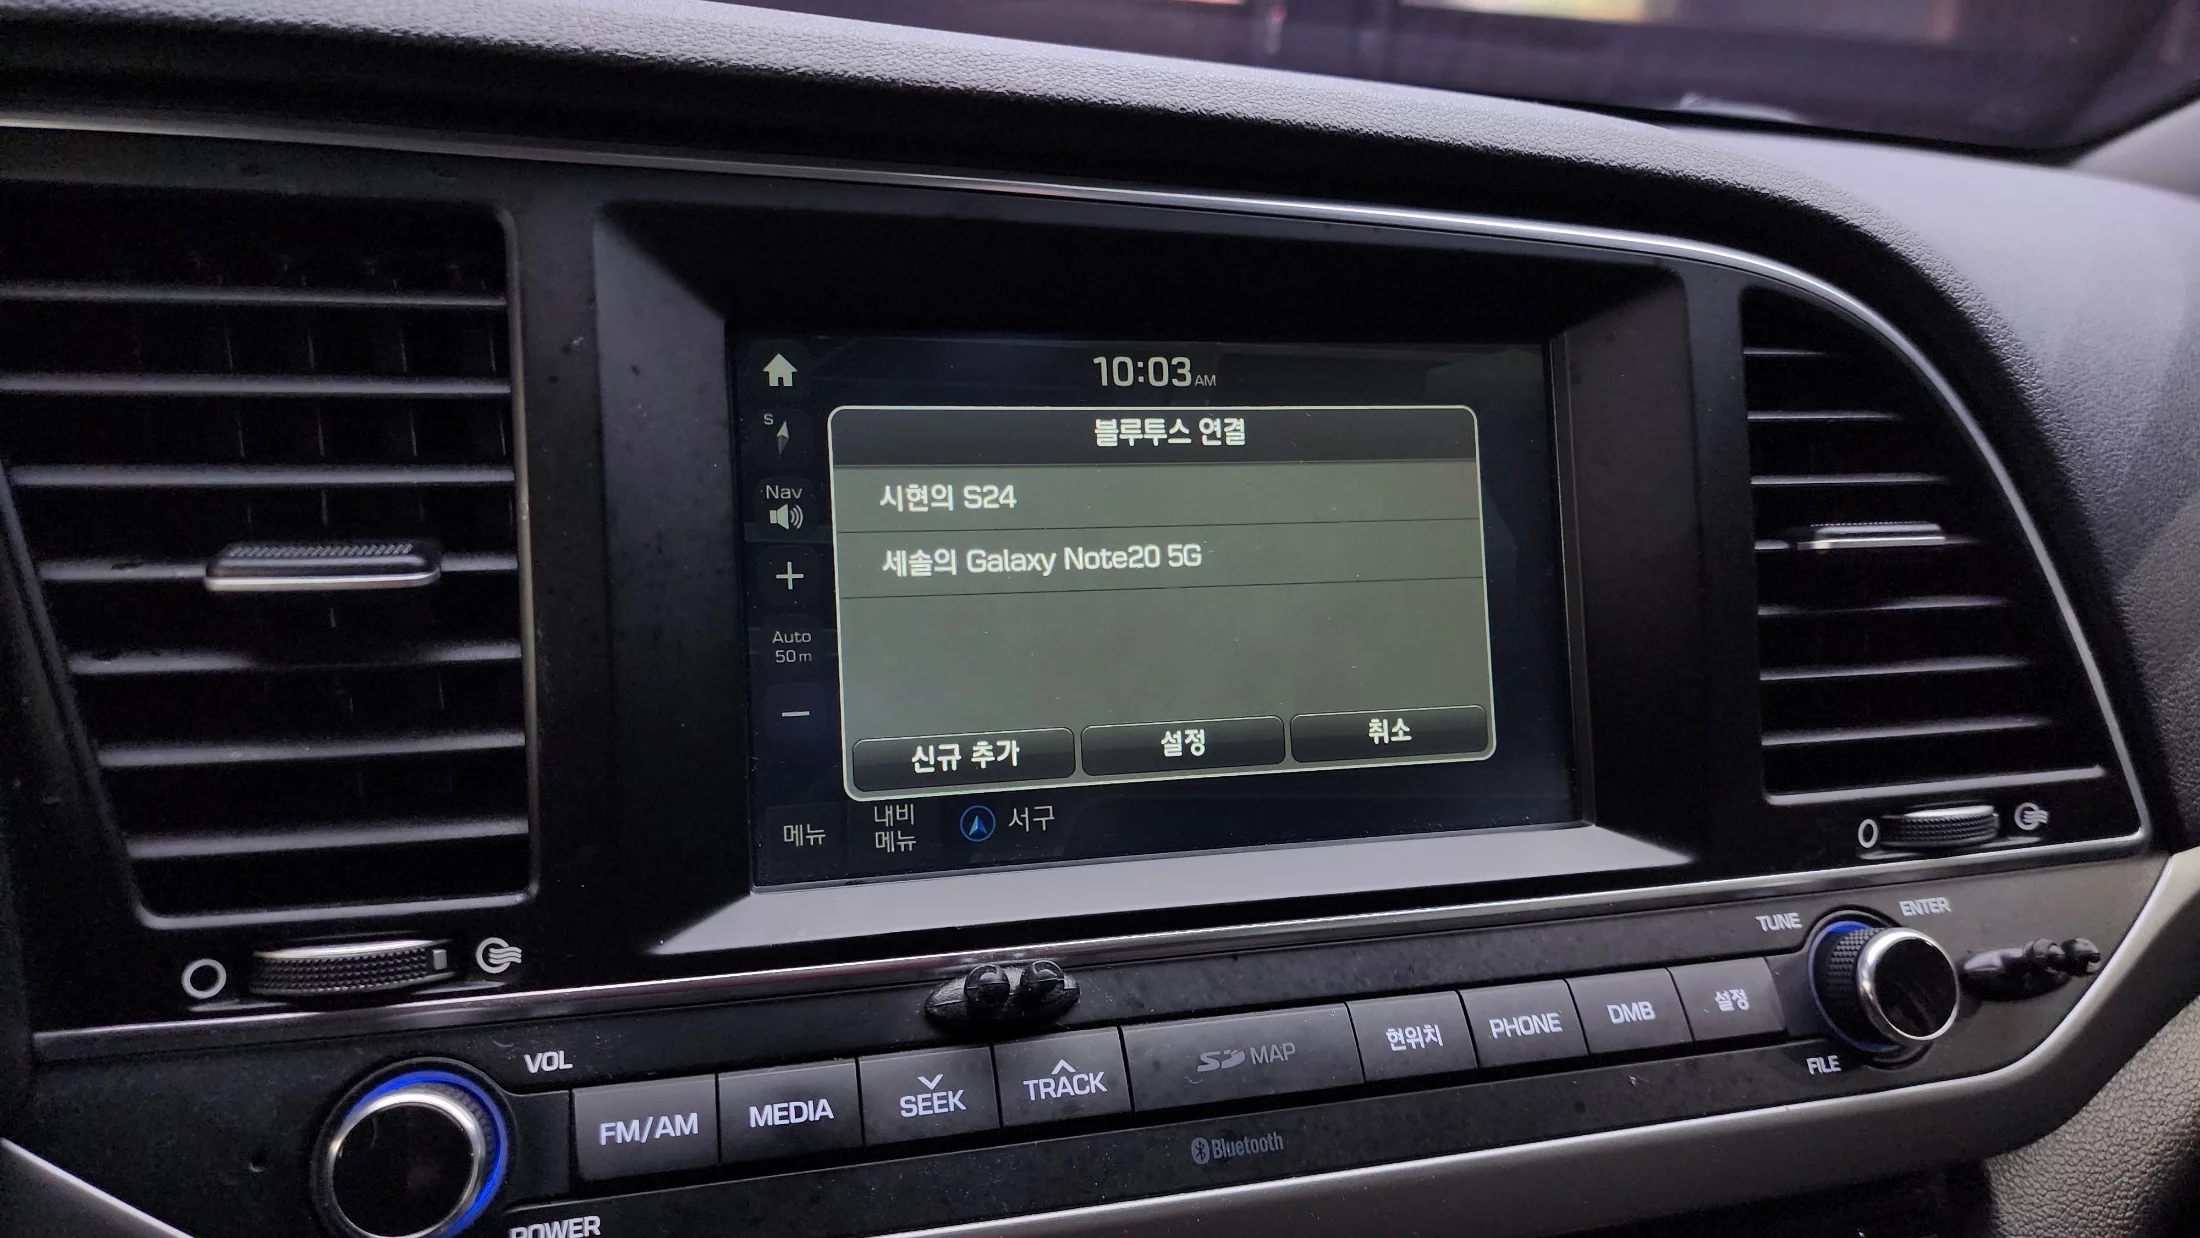 10:03 AM
S
블루투스 연결
시현의 S24
Nav
세솔의 Galaxy Note20 5G
Auto
50m
신규 추가
설정
취소
메뉴
내비
메뉴
서구
VOL
POWER
FM/AM
MEDIA
SEEK
TRACK
SD MAP
현위치
PHONE
DMB
설정
TUNE
ENTER
FILE
Bluetooth